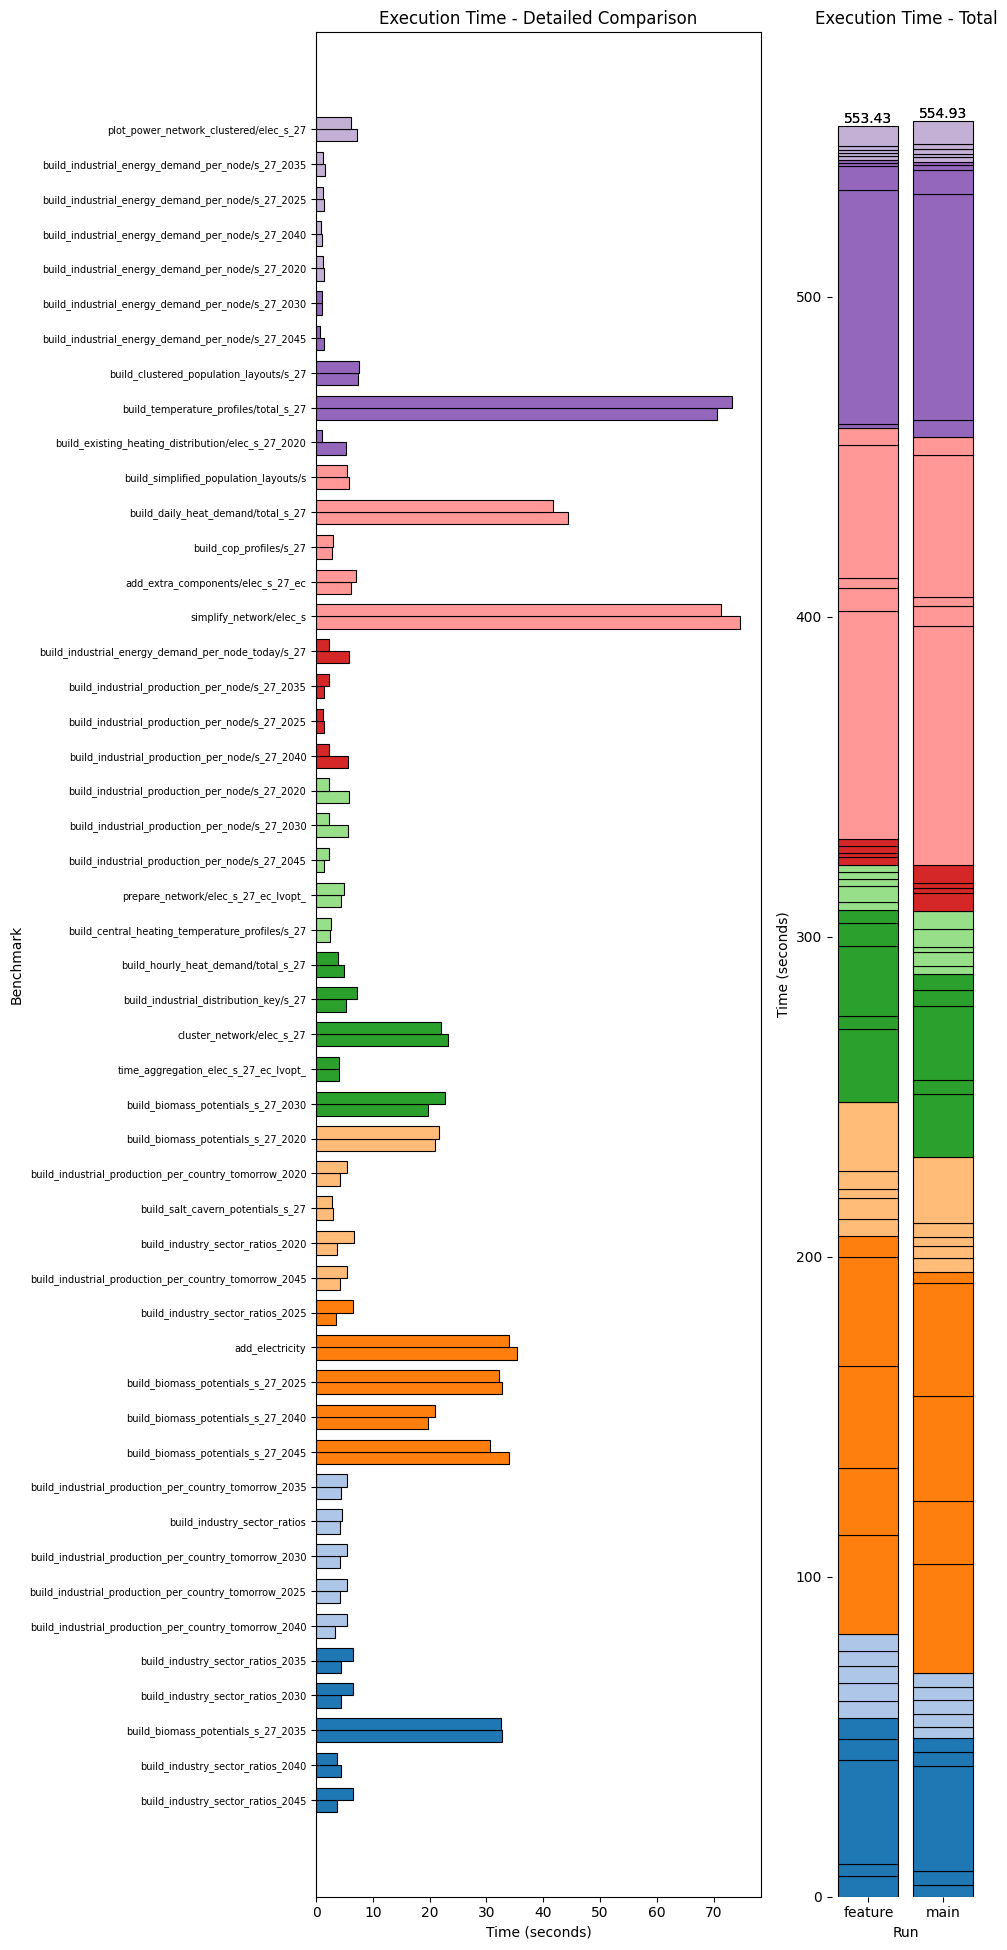 Execution Time - Detailed Comparison
Execution Time - Total
553.43
554.93
Benchmark
plot_power_network_clustered/elec_s_27
build_industrial_energy_demand_per_node/s_27_2035
build_industrial_energy_demand_per_node/s_27_2025
build_industrial_energy_demand_per_node/s_27_2040
build_industrial_energy_demand_per_node/s_27_2020
build_industrial_energy_demand_per_node/s_27_2030
build_industrial_energy_demand_per_node/s_27_2045
build_clustered_population_layouts/s_27
build_temperature_profiles/total_s_27
build_existing_heating_distribution/elec_s_27_2020
build_simplified_population_layouts/s
build_daily_heat_demand/total_s_27
build_cop_profiles/s_27
add_extra_components/elec_s_27_ec
simplify_network/elec_s
build_industrial_energy_demand_per_node_today/s_27
build_industrial_production_per_node/s_27_2035
build_industrial_production_per_node/s_27_2025
build_industrial_production_per_node/s_27_2040
build_industrial_production_per_node/s_27_2020
build_industrial_production_per_node/s_27_2030
build_industrial_production_per_node/s_27_2045
prepare_network/elec_s_27_ec_lvopt_
build_central_heating_temperature_profiles/s_27
build_hourly_heat_demand/total_s_27
build_industrial_distribution_key/s_27
cluster_network/elec_s_27
time_aggregation_elec_s_27_ec_lvopt_
build_biomass_potentials_s_27_2030
build_biomass_potentials_s_27_2020
build_industrial_production_per_country_tomorrow_2020
build_salt_cavern_potentials_s_27
build_industry_sector_ratios_2020
build_industrial_production_per_country_tomorrow_2045
build_industry_sector_ratios_2025
add_electricity
build_biomass_potentials_s_27_2025
build_biomass_potentials_s_27_2040
build_biomass_potentials_s_27_2045
build_industrial_production_per_country_tomorrow_2035
build_industry_sector_ratios
build_industrial_production_per_country_tomorrow_2030
build_industrial_production_per_country_tomorrow_2025
build_industrial_production_per_country_tomorrow_2040
build_industry_sector_ratios_2035
build_industry_sector_ratios_2030
build_biomass_potentials_s_27_2035
build_industry_sector_ratios_2040
build_industry_sector_ratios_2045
0 10 20 30 40 50 60 70
Time (seconds)
Time (seconds)
500
400
300
200
100
0
feature main
Run